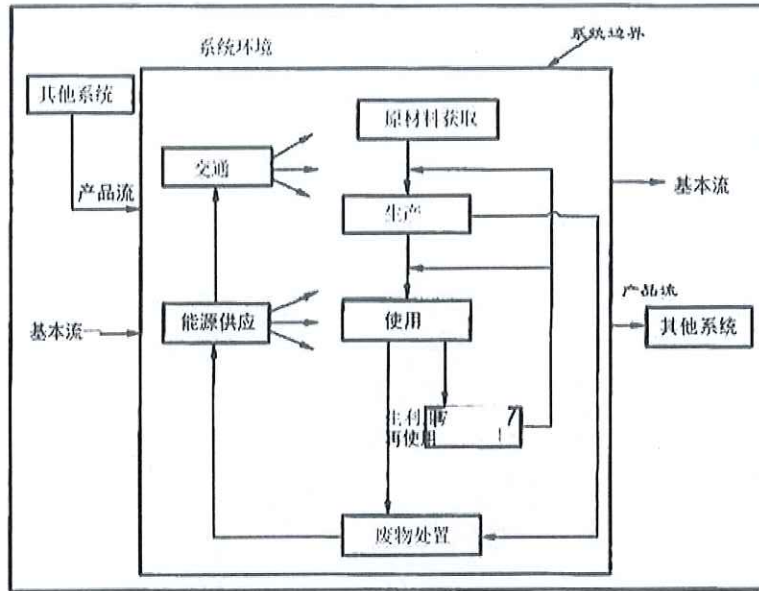 系统环境
系统边界
其他系统
原材料获取
交通
产品流
基本流
生产
产品流
基本流
能源供应
使用
其他系统
再使用
废物处置